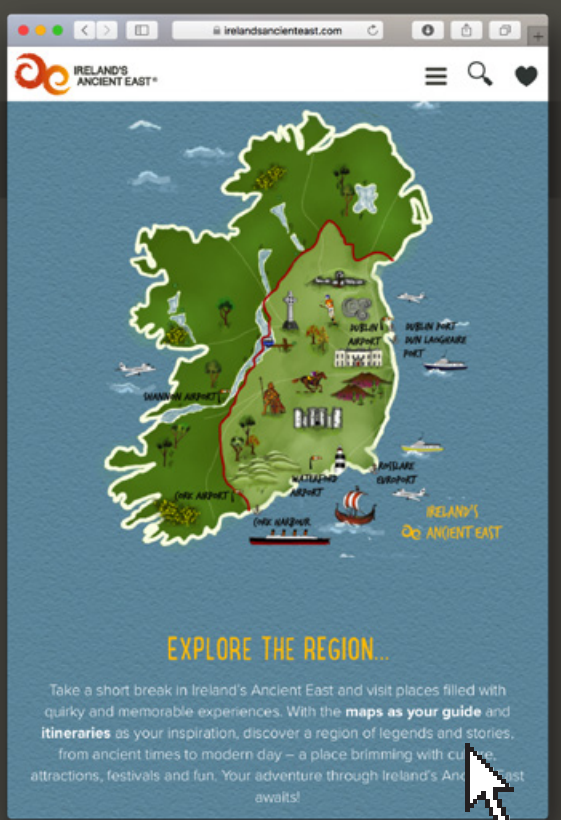 irelandsancienteast.com
IRELAND'S
ANCIENT EAST®
DUBLIN
AIRPORT
DUBLIN PORT
DUN LAOGHAIRE
PORT
SHANNON AIRPORT
WATERFORD
AIRPORT
ROSSLARE
EUROPORT
CORK AIRPORT
CORK HARBOUR
IRELAND'S
ANCIENT EAST
EXPLORE THE REGION...
Take a short break in Ireland's Ancient East and visit places filled with
quirky and memorable experiences. With the maps as your guide and
itineraries as your inspiration, discover a region of legends and stories,
from ancient times to modern day – a place brimming with
attractions, festivals and fun. Your adventure through Ireland's
awaits!